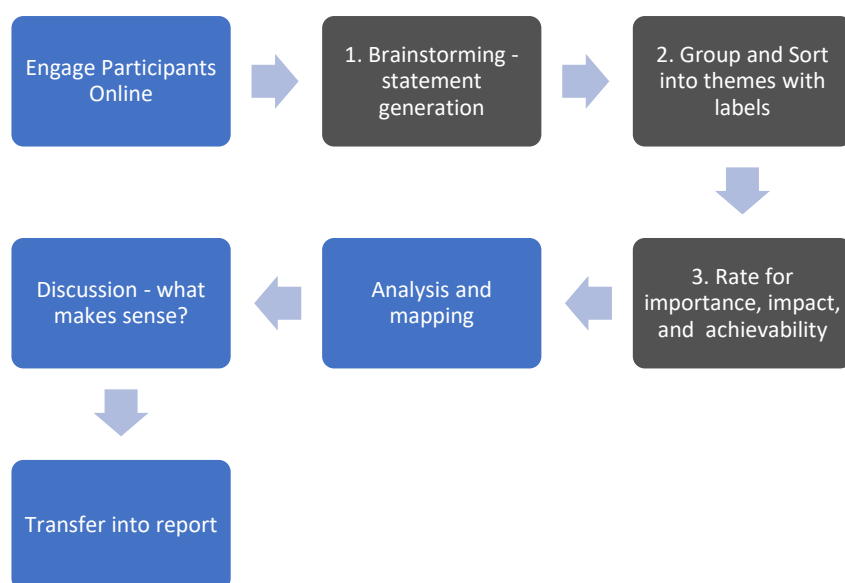 Engage Participants
Online
1. Brainstorming -
statement
generation
2. Group and Sort
into themes with
labels
3. Rate for
importance, impact,
and achievability
Analysis and
mapping
Discussion - what
makes sense?
Transfer into report